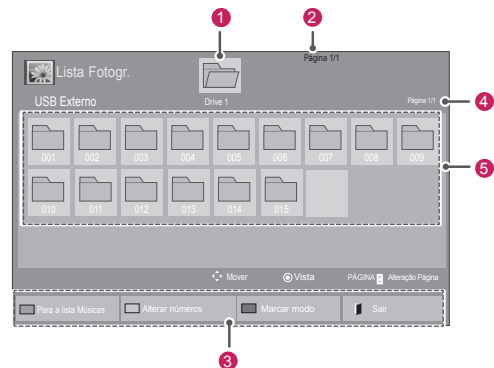 1
2
Página 1/1
Lista Fotogr.
USB Externo
Drive 1
Página 1/1
4
001 002 003 004 005 006 007 008 009
5
010 011 012 013 014 015
Mover Vista PÁGINA Alteração Página
Para a lista Músicas Alterar números Marcar modo Sair
3